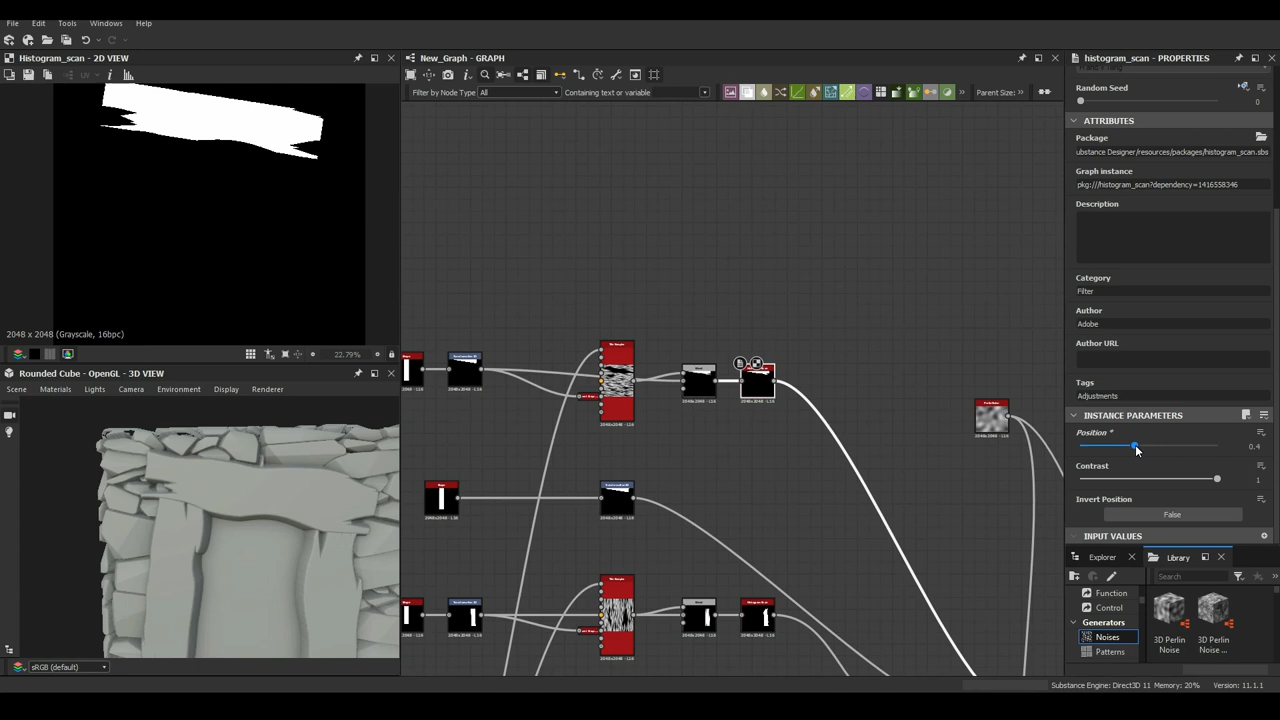 File Edit Tools Windows Help
Histogram_scan - 2D VIEW
UV
2048 x 2048 (Grayscale, 16bpc)
22.79%
Rounded Cube - OpenGL - 3D VIEW
Scene Materials Lights Camera Environment Display Renderer
sRGB (default)
New_Graph - GRAPH
Filter by Node Type All Containing text or variable Parent Size:
histogram_scan - PROPERTIES
Random Seed
0
ATTRIBUTES
Package
ubstance Designer/resources/packages/histogram_scan.sbs
Graph instance
pkg:///histogram_scan?dependency=1416558346
Description
Category
Filter
Author
Adobe
Author URL
Tags
Adjustments
INSTANCE PARAMETERS
Position *
0.4
Contrast
1
Invert Position
False
INPUT VALUES
Explorer Library
Search
Function
Control
Generators
Noises
Patterns
3D Perlin
Noise
3D Perlin
Noise ...
Substance Engine: Direct3D 11 Memory: 20% Version: 11.1.1